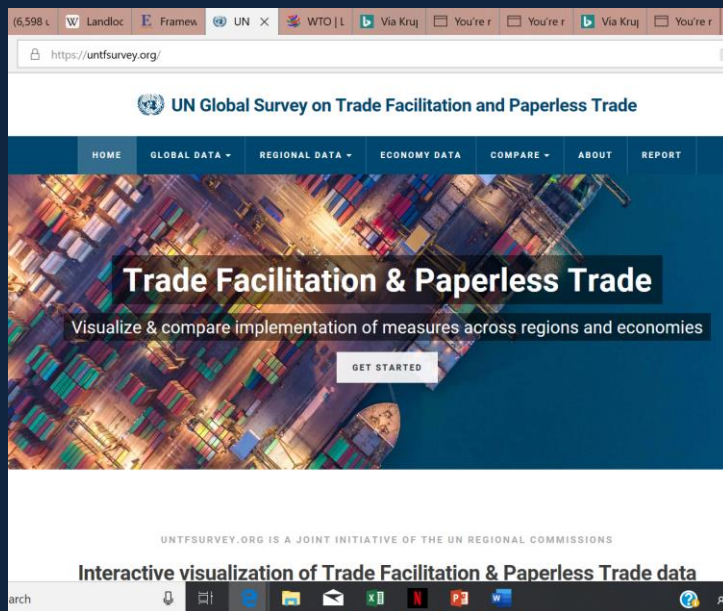 (6,598 u
W Landloc
E Framew
UN
WTO | L
b Via Kruj
You're r
You're r
b Via Kruj
You're r
https://untfsurvey.org/
UN Global Survey on Trade Facilitation and Paperless Trade
HOME GLOBAL DATA REGIONAL DATA ECONOMY DATA COMPARE ABOUT REPORT
Trade Facilitation & Paperless Trade
Visualize & compare implementation of measures across regions and economies
GET STARTED
UNTFSURVEY.ORG IS A JOINT INITIATIVE OF THE UN REGIONAL COMMISSIONS
Interactive visualization of Trade Facilitation & Paperless Trade data
arch